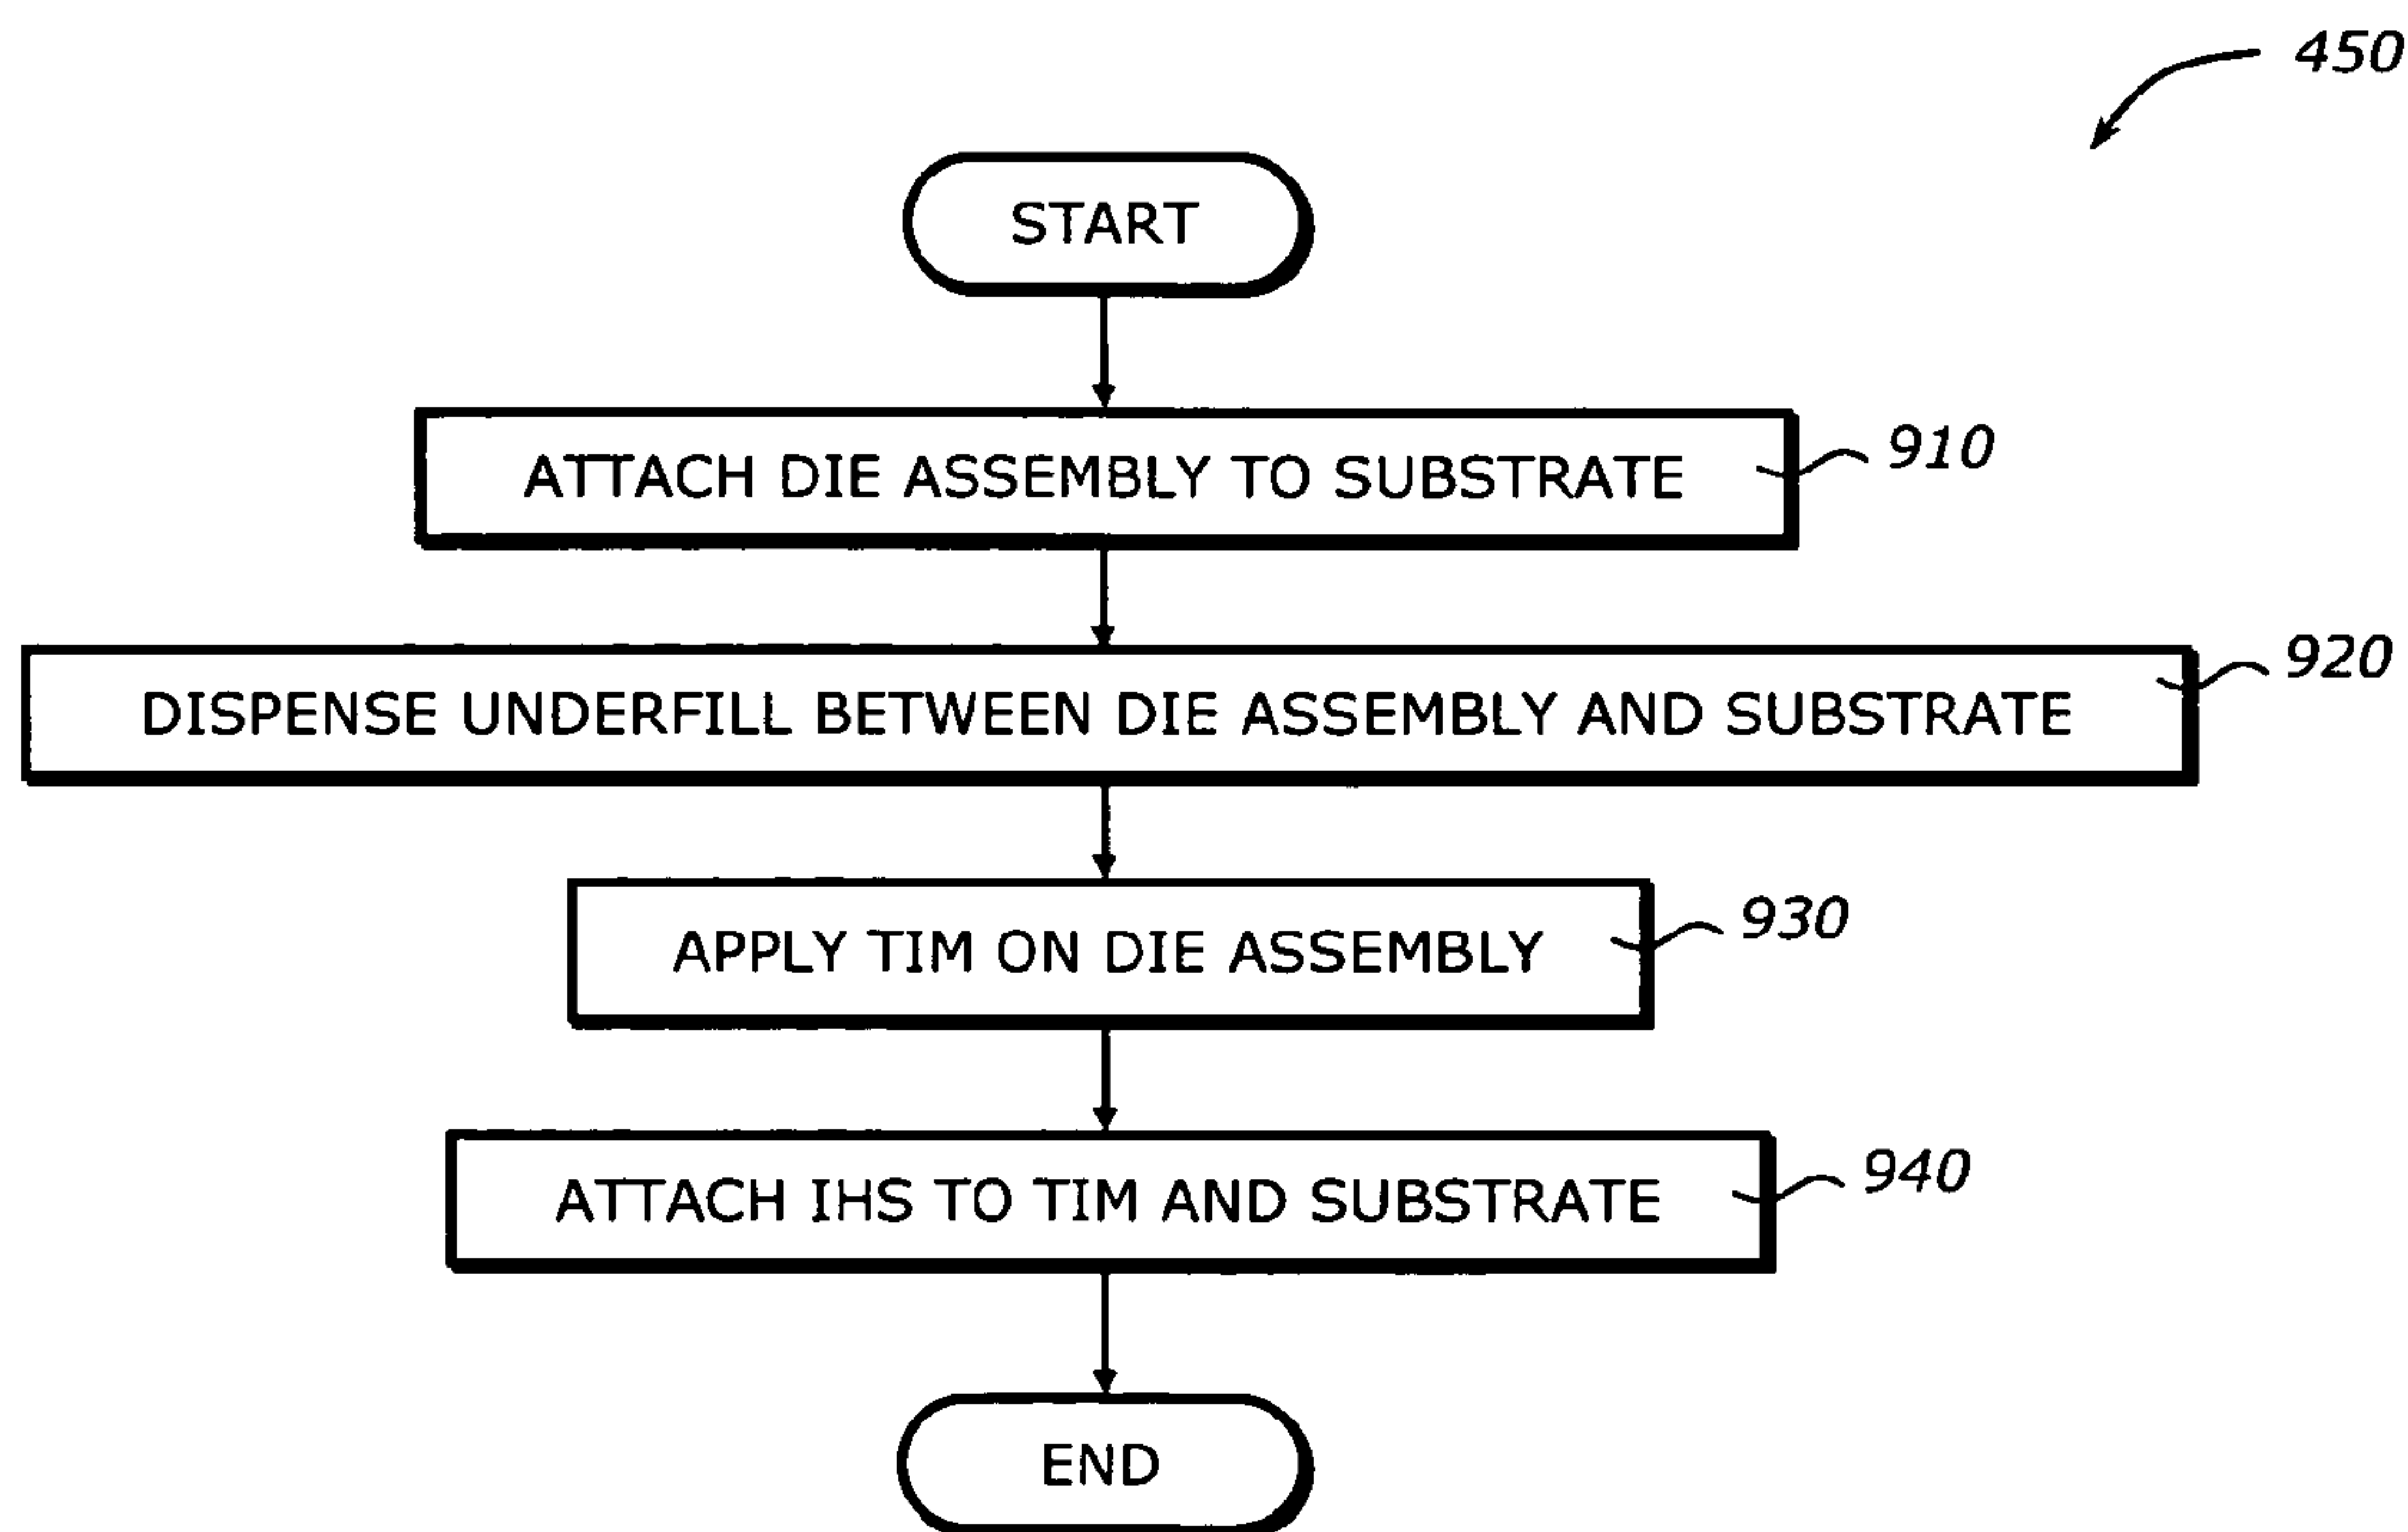 450
START
ATTACH DIE ASSEMBLY TO SUBSTRATE
910
DISPENSE UNDERFILL BETWEEN DIE ASSEMBLY AND SUBSTRATE
920
APPLY TIM ON DIE ASSEMBLY
930
ATTACH IHS TO TIM AND SUBSTRATE
940
END